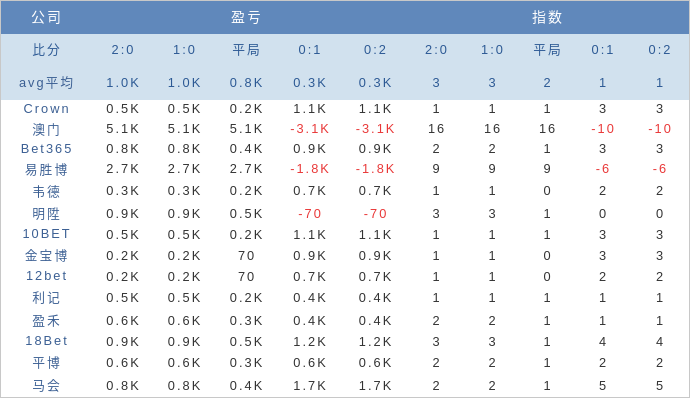 公司 盈亏 指数
比分 2:0 1:0 平局 0:1 0:2 2:0 1:0 平局 0:1 0:2
avg平均 1.0K 1.0K 0.8K 0.3K 0.3K 3 3 2 1 1
Crown 0.5K 0.5K 0.2K 1.1K 1.1K 1 1 1 3 3
澳门 5.1K 5.1K 5.1K -3.1K -3.1K 16 16 16 -10 -10
Bet365 0.8K 0.8K 0.4K 0.9K 0.9K 2 2 1 3 3
易胜博 2.7K 2.7K 2.7K -1.8K -1.8K 9 9 9 -6 -6
韦德 0.3K 0.3K 0.2K 0.7K 0.7K 1 1 0 2 2
明陞 0.9K 0.9K 0.5K -70 -70 3 3 1 0 0
10BET 0.5K 0.5K 0.2K 1.1K 1.1K 1 1 1 3 3
金宝博 0.2K 0.2K 70 0.9K 0.9K 1 1 0 3 3
12bet 0.2K 0.2K 70 0.7K 0.7K 1 1 0 2 2
利记 0.5K 0.5K 0.2K 0.4K 0.4K 1 1 1 1 1
盈禾 0.6K 0.6K 0.3K 0.4K 0.4K 2 2 1 1 1
18Bet 0.9K 0.9K 0.5K 1.2K 1.2K 3 3 1 4 4
平博 0.6K 0.6K 0.3K 0.6K 0.6K 2 2 1 2 2
马会 0.8K 0.8K 0.4K 1.7K 1.7K 2 2 1 5 5